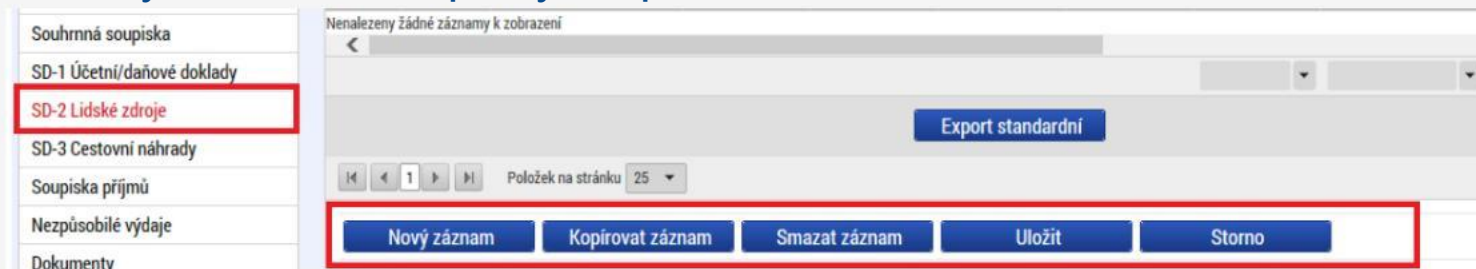 Souhrnná soupiska
SD-1 Účetní/daňové doklady
SD-2 Lidské zdroje
SD-3 Cestovní náhrady
Soupiska příjmů
Nezpůsobilé výdaje
Dokumenty
Nenalezeny žádné záznamy k zobrazení
Export standardní
1 Položek na stránku 25
Nový záznam Kopírovat záznam Smazat záznam Uložit Storno